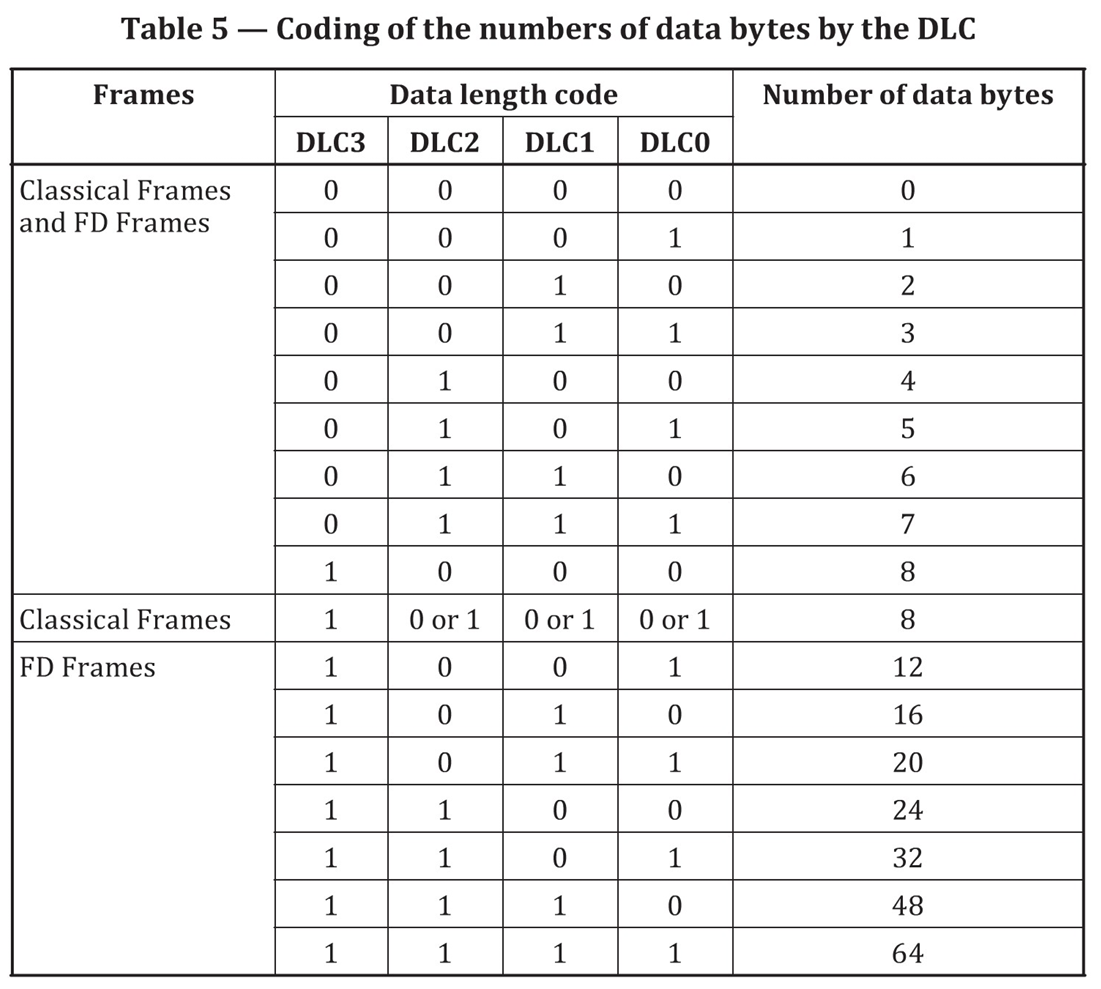 Table 5 — Coding of the numbers of data bytes by the DLC
Frames Data length code Number of data bytes
DLC3 DLC2 DLC1 DLC0
Classical Frames and FD Frames 0 0 0 0 0
0 0 0 1 1
0 0 1 0 2
0 0 1 1 3
0 1 0 0 4
0 1 0 1 5
0 1 1 0 6
0 1 1 1 7
1 0 0 0 8
Classical Frames 1 0 or 1 0 or 1 0 or 1 8
FD Frames 1 0 0 1 12
1 0 1 0 16
1 0 1 1 20
1 1 0 0 24
1 1 0 1 32
1 1 1 0 48
1 1 1 1 64